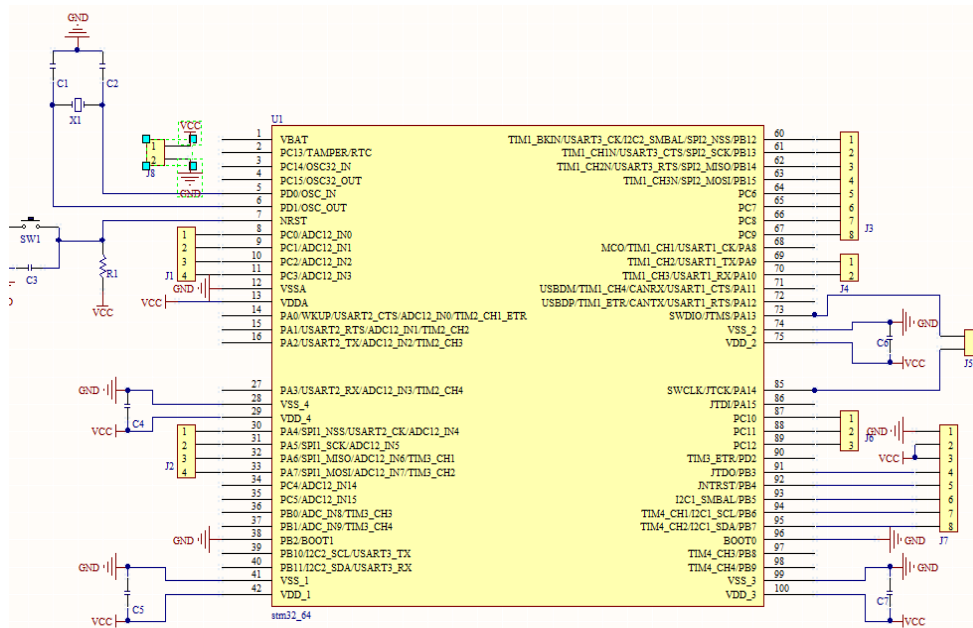 GND
C1
C2
X1
VCC
1
2
J8
GND
SW1
C3
R1
VCC
U1
1 VBAT
2 PC13/TAMPER/RTC
3 PC14/OSC32_IN
4 PC15/OSC32_OUT
5 PD0/OSC_IN
6 PD1/OSC_OUT
7 NRST
8 PC0/ADC12_IN0
9 PC1/ADC12_IN1
10 PC2/ADC12_IN2
11 PC3/ADC12_IN3
12 VSSA
13 VDDA
14 PA0/WKUP/USART2_CTS/ADC12_IN0/TIM2_CH1_ETR
15 PA1/USART2_RTS/ADC12_IN1/TIM2_CH2
16 PA2/USART2_TX/ADC12_IN2/TIM2_CH3
1
2
3
4
J1
GND
VCC
27 PA3/USART2_RX/ADC12_IN3/TIM2_CH4
28 VSS_4
29 VDD_4
30 PA4/SPI1_NSS/USART2_CK/ADC12_IN4
31 PA5/SPI1_SCK/ADC12_IN5
32 PA6/SPI1_MISO/ADC12_IN6/TIM3_CH1
33 PA7/SPI1_MOSI/ADC12_IN7/TIM3_CH2
34 PC4/ADC12_IN14
35 PC5/ADC12_IN15
36 PB0/ADC_IN8/TIM3_CH3
37 PB1/ADC_IN9/TIM3_CH4
38 PB2/BOOT1
39 PB10/I2C2_SCL/USART3_TX
40 PB11/I2C2_SDA/USART3_RX
41 VSS_1
42 VDD_1
GND
C4
VCC
1
2
3
4
J2
GND
GND
C5
VCC
stm32_64
TIM1_BKIN/USART3_CK/I2C2_SMBAL/SPI2_NSS/PB12 60
TIM1_CH1N/USART3_CTS/SPI2_SCK/PB13 61
TIM1_CH2N/USART3_RTS/SPI2_MISO/PB14 62
TIM1_CH3N/SPI2_MOSI/PB15 63
PC6 64
PC7 65
PC8 66
PC9 67
MCO/TIM1_CH1/USART1_CK/PA8 68
TIM1_CH2/USART1_TX/PA9 69
TIM1_CH3/USART1_RX/PA10 70
USBDM/TIM1_CH4/CANRX/USART1_CTS/PA11 71
USBDP/TIM1_ETR/CANTX/USART1_RTS/PA12 72
SWDIO/JTMS/PA13 73
VSS_2 74
VDD_2 75
SWCLK/JTCK/PA14 85
JTDI/PA15 86
PC10 87
PC11 88
PC12 89
TIM3_ETR/PD2 90
JTDO/PB3 91
JNTRST/PB4 92
I2C1_SMBAL/PB5 93
TIM4_CH1/I2C1_SCL/PB6 94
TIM4_CH2/I2C1_SDA/PB7 95
BOOT0 96
TIM4_CH3/PB8 97
TIM4_CH4/PB9 98
VSS_3 99
VDD_3 100
1
2
3
4
5
6
7
8
J3
1
2
J4
GND
C6
VCC
J5
1
2
3
J6
GND
VCC
1
2
3
4
5
6
7
8
J7
GND
GND
C7
VCC